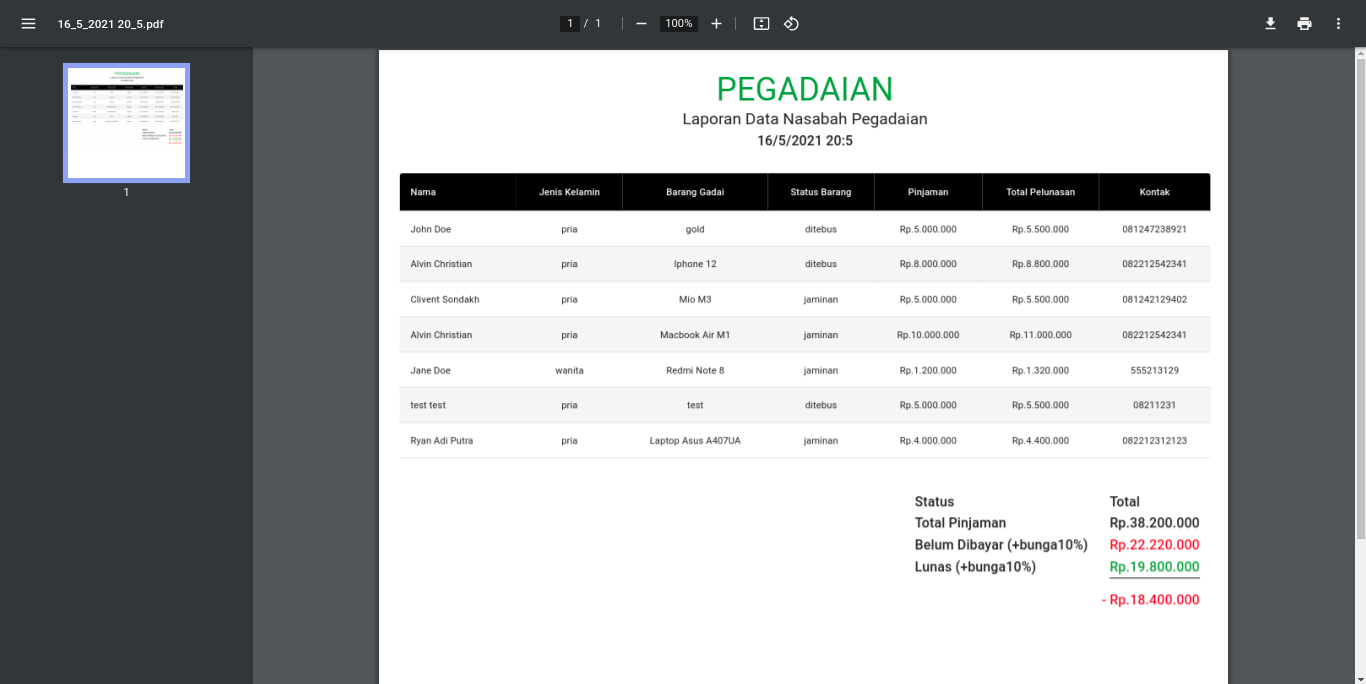 16_5_2021 20_5.pdf
1 / 1
100%
1
PEGADAIAN
Laporan Data Nasabah Pegadaian
16/5/2021 20:5
Nama Jenis Kelamin Barang Gadai Status Barang Pinjaman Total Pelunasan Kontak
John Doe pria gold ditebus Rp.5.000.000 Rp.5.500.000 081247238921
Alvin Christian pria Iphone 12 ditebus Rp.8.000.000 Rp.8.800.000 082212542341
Clivent Sondakh pria Mio M3 jaminan Rp.5.000.000 Rp.5.500.000 081242129402
Alvin Christian pria Macbook Air M1 jaminan Rp.10.000.000 Rp.11.000.000 082212542341
Jane Doe wanita Redmi Note 8 jaminan Rp.1.200.000 Rp.1.320.000 555213129
test test pria test ditebus Rp.5.000.000 Rp.5.500.000 08211231
Ryan Adi Putra pria Laptop Asus A407UA jaminan Rp.4.000.000 Rp.4.400.000 082212312123
Status Total
Total Pinjaman Rp.38.200.000
Belum Dibayar (+bunga10%) Rp.22.220.000
Lunas (+bunga10%) Rp.19.800.000
- Rp.18.400.000